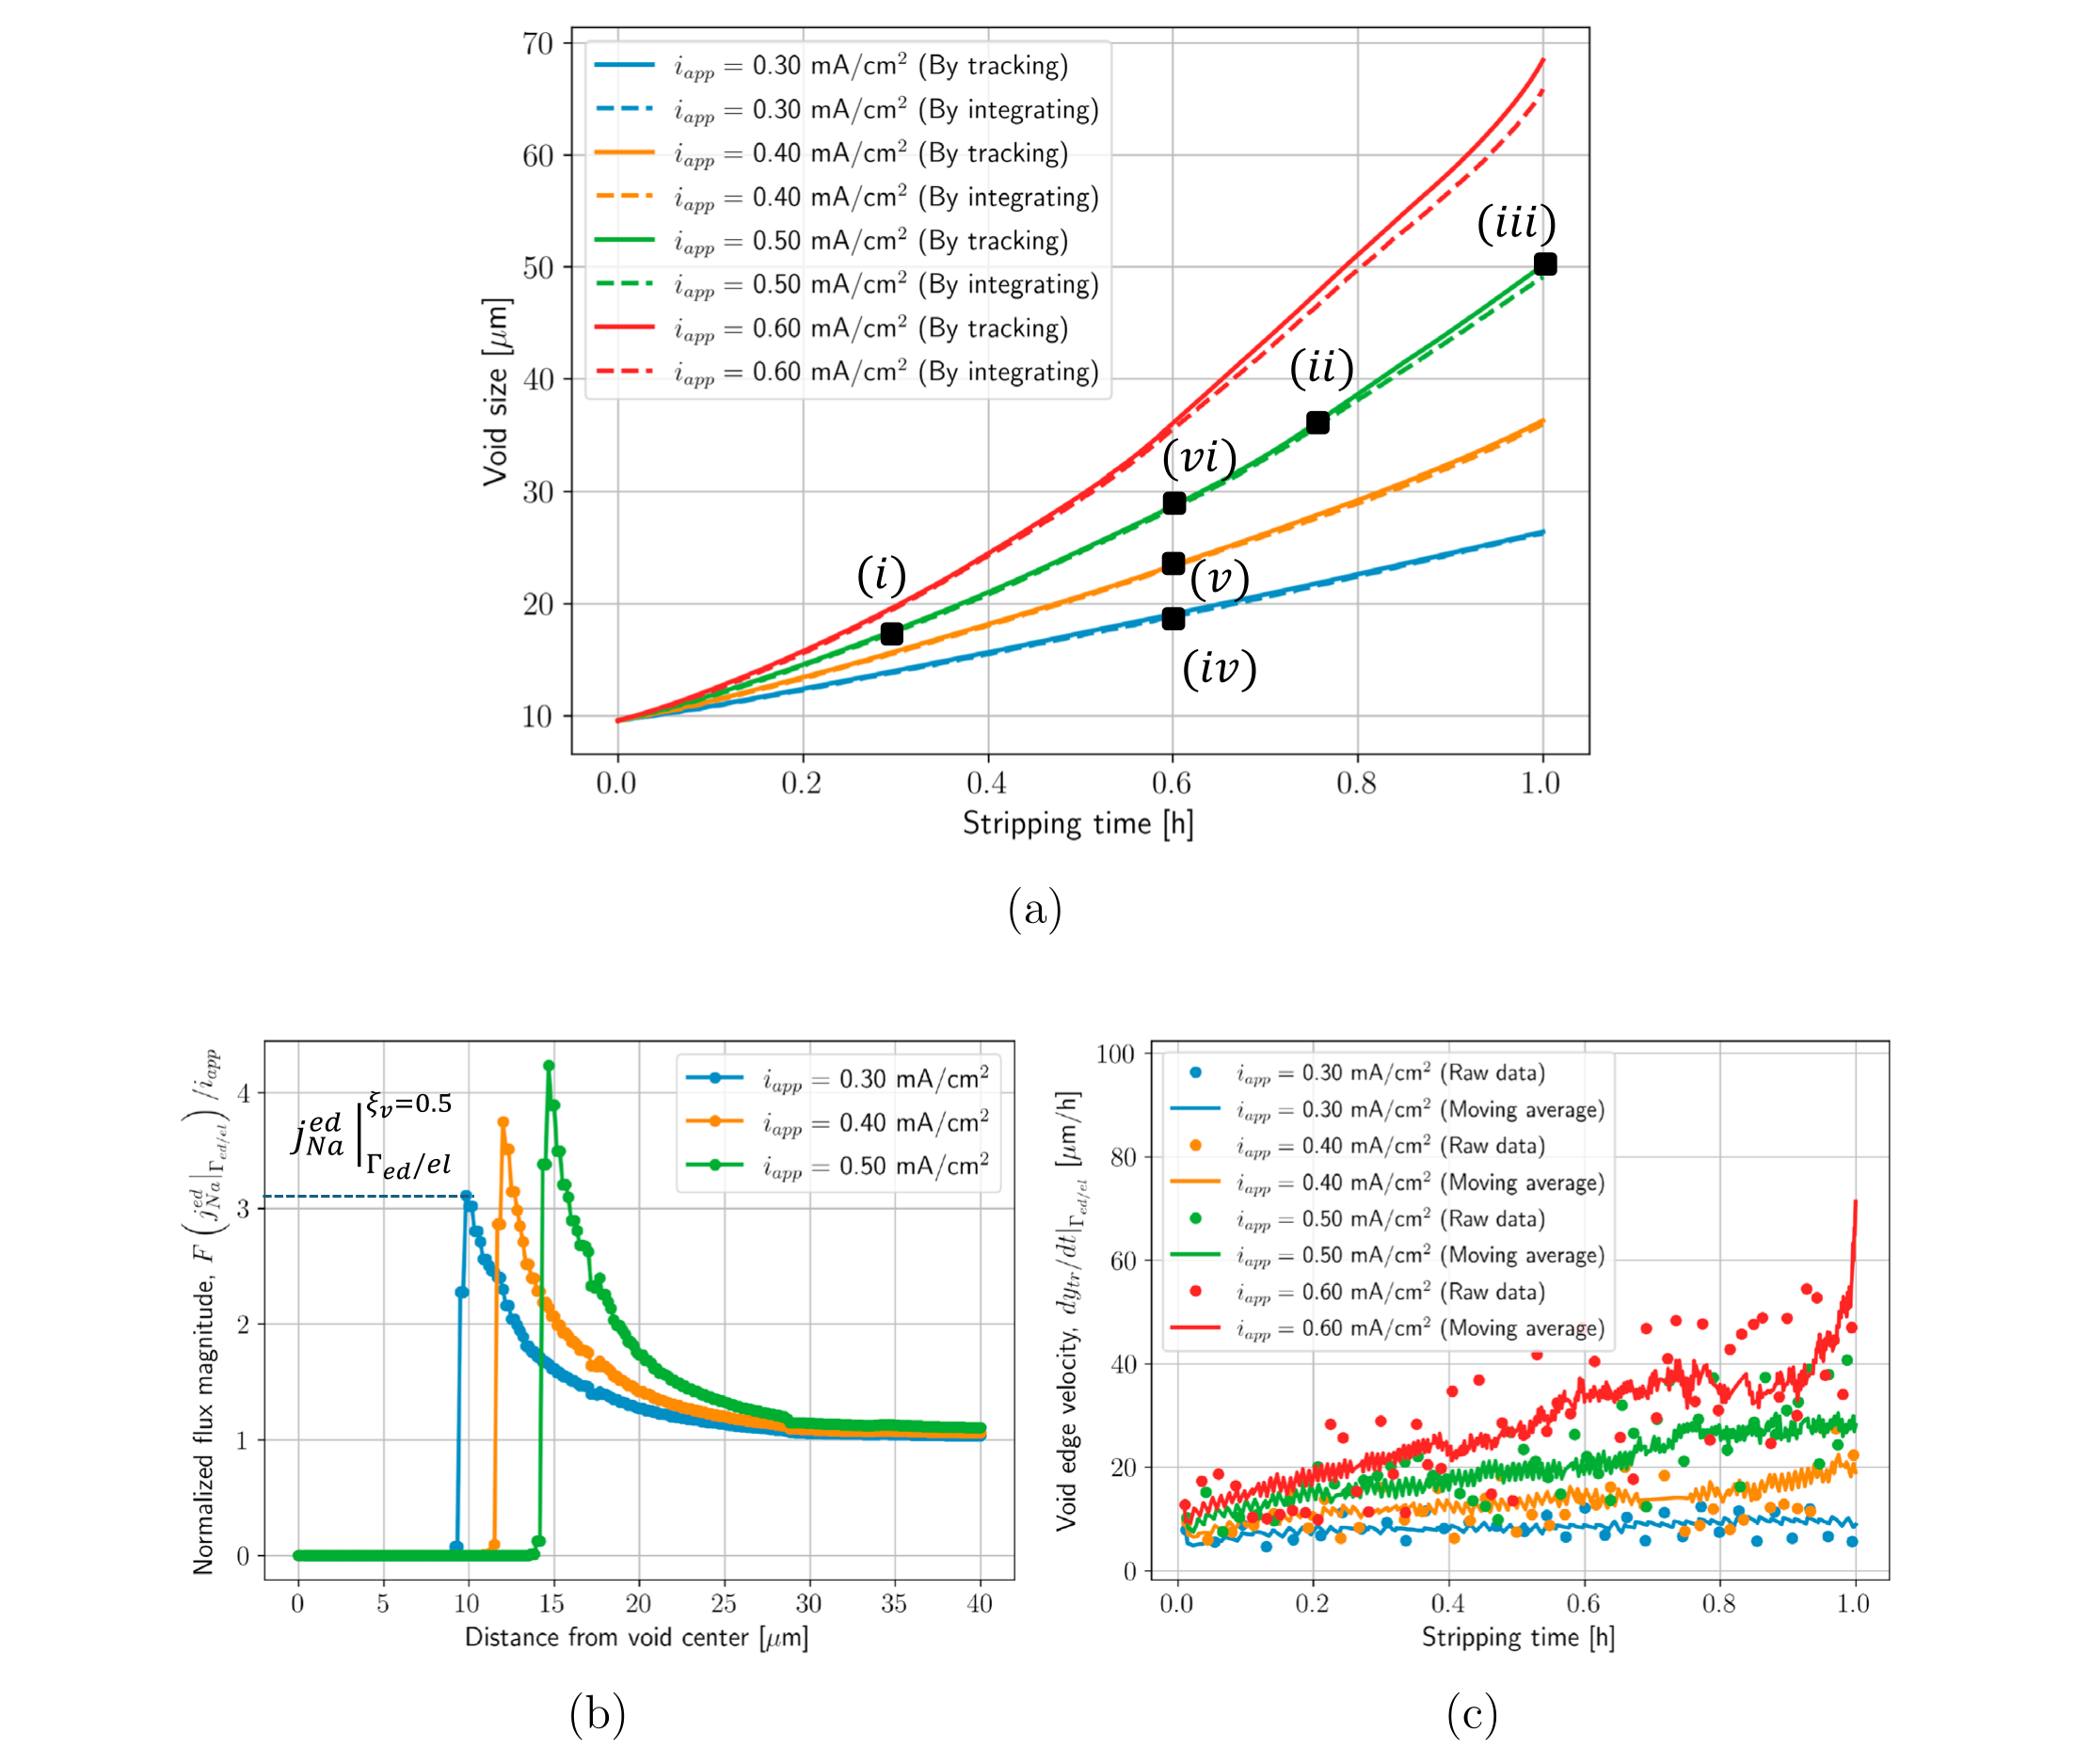 70
60
50
40
30
20
10
Void size [μm]
i_app = 0.30 mA/cm² (By tracking)
i_app = 0.30 mA/cm² (By integrating)
i_app = 0.40 mA/cm² (By tracking)
i_app = 0.40 mA/cm² (By integrating)
i_app = 0.50 mA/cm² (By tracking)
i_app = 0.50 mA/cm² (By integrating)
i_app = 0.60 mA/cm² (By tracking)
i_app = 0.60 mA/cm² (By integrating)
(iii)
(ii)
(vi)
(i)
(v)
(iv)
0.0 0.2 0.4 0.6 0.8 1.0
Stripping time [h]
(a)
Normalized flux magnitude, F (j_Na^ed|_Γed/el) /i_app
4
3
2
1
0
j_Na^ed|_Γed/el^ξv=0.5
i_app = 0.30 mA/cm²
i_app = 0.40 mA/cm²
i_app = 0.50 mA/cm²
0 5 10 15 20 25 30 35 40
Distance from void center [μm]
(b)
Void edge velocity, dy_tr/dt|_Γed/el [μm/h]
100
80
60
40
20
0
i_app = 0.30 mA/cm² (Raw data)
i_app = 0.30 mA/cm² (Moving average)
i_app = 0.40 mA/cm² (Raw data)
i_app = 0.40 mA/cm² (Moving average)
i_app = 0.50 mA/cm² (Raw data)
i_app = 0.50 mA/cm² (Moving average)
i_app = 0.60 mA/cm² (Raw data)
i_app = 0.60 mA/cm² (Moving average)
0.0 0.2 0.4 0.6 0.8 1.0
Stripping time [h]
(c)